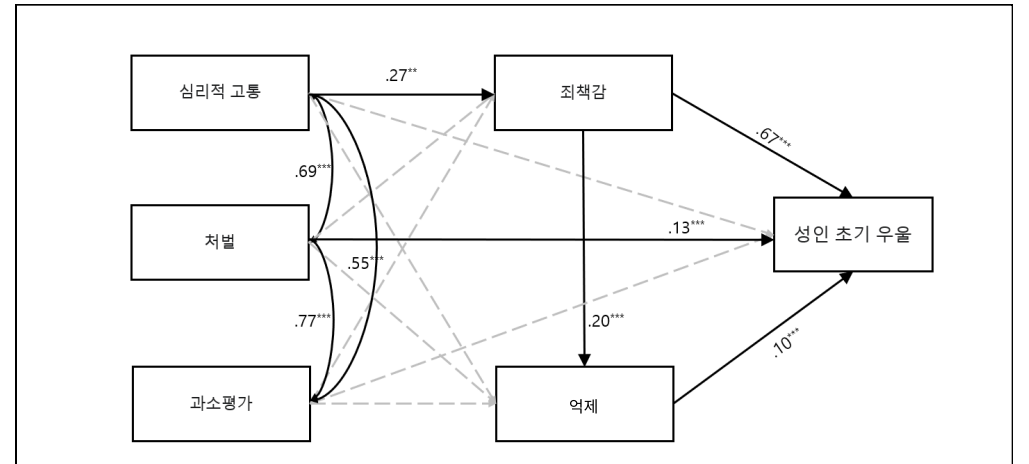 심리적 고통
.27**
죄책감
.67***
.69***
처벌
.13***
성인 초기 우울
.55***
.77***
.20***
.10***
과소평가
억제